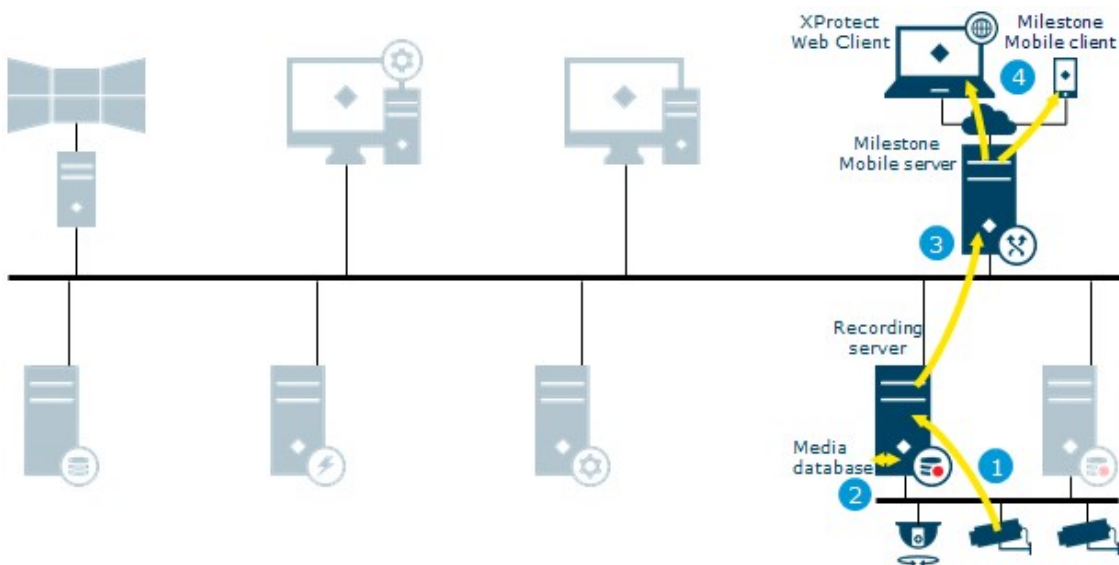 XProtect
Web Client
Milestone
Mobile client
4
Milestone
Mobile server
3
Recording
server
Media
database
1
2